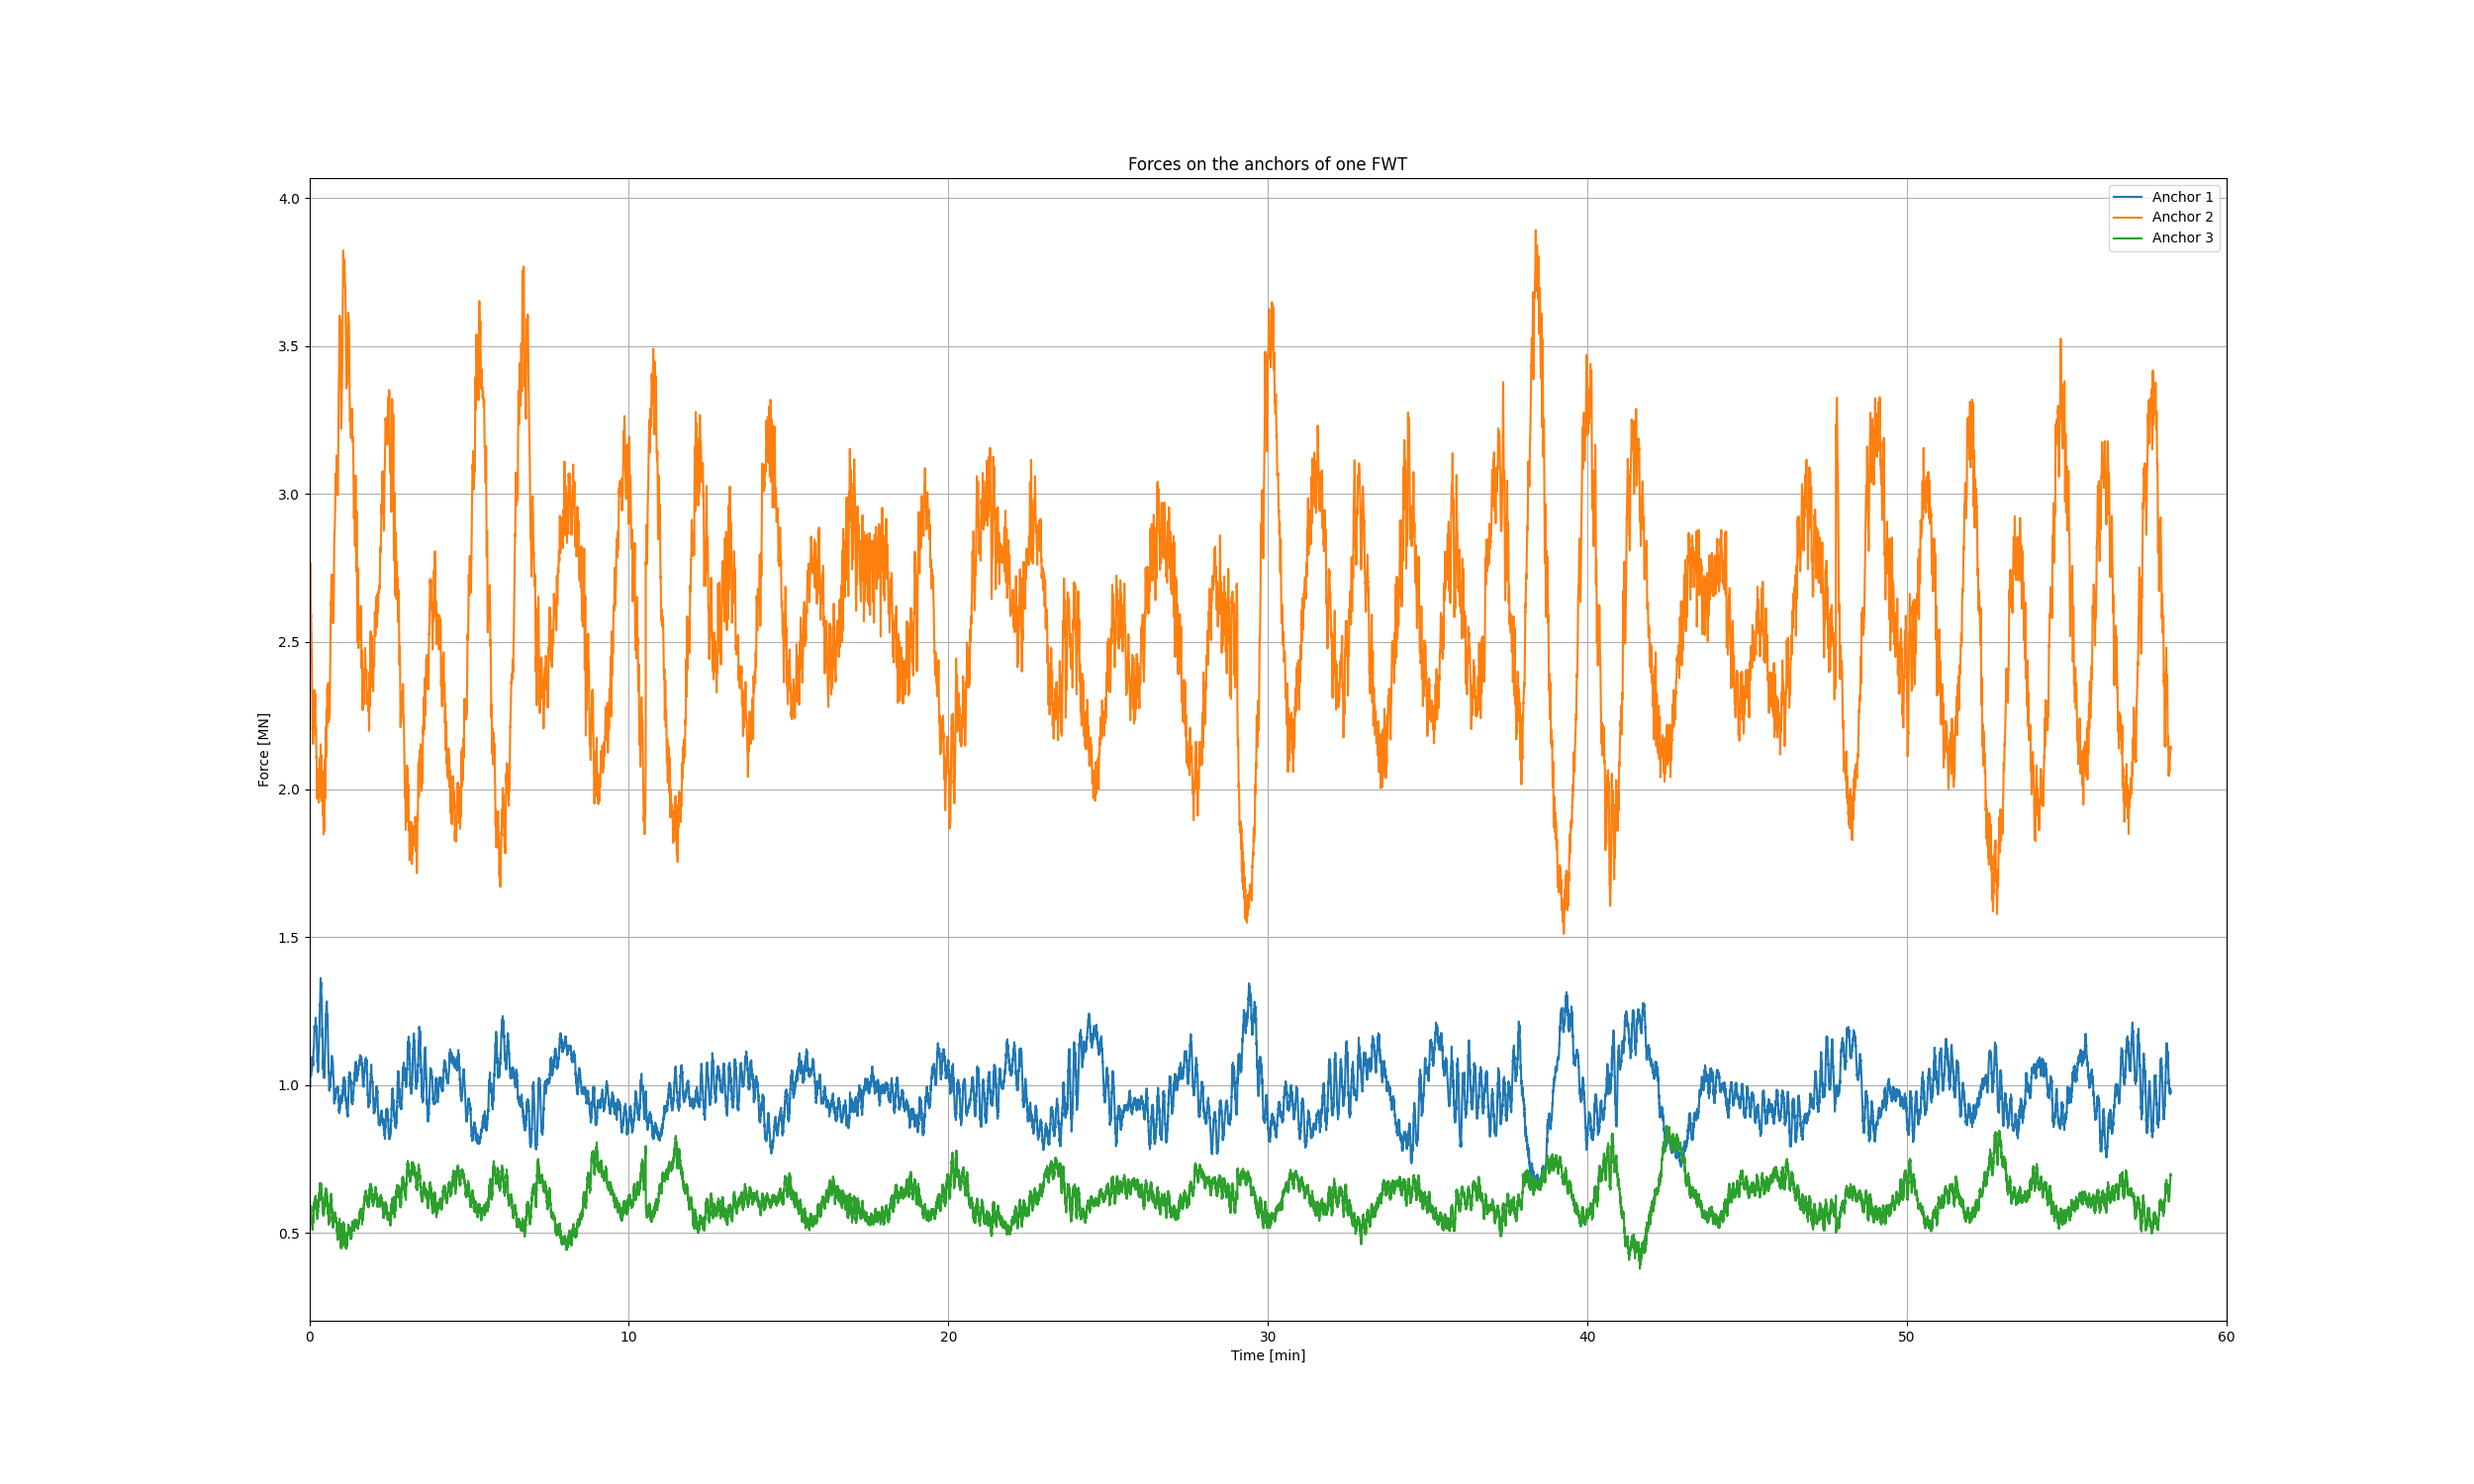 Forces on the anchors of one FWT
Anchor 1
Anchor 2
Anchor 3
Force [MN]
4.0
3.5
3.0
2.5
2.0
1.5
1.0
0.5
0 10 20 30 40 50 60
Time [min]